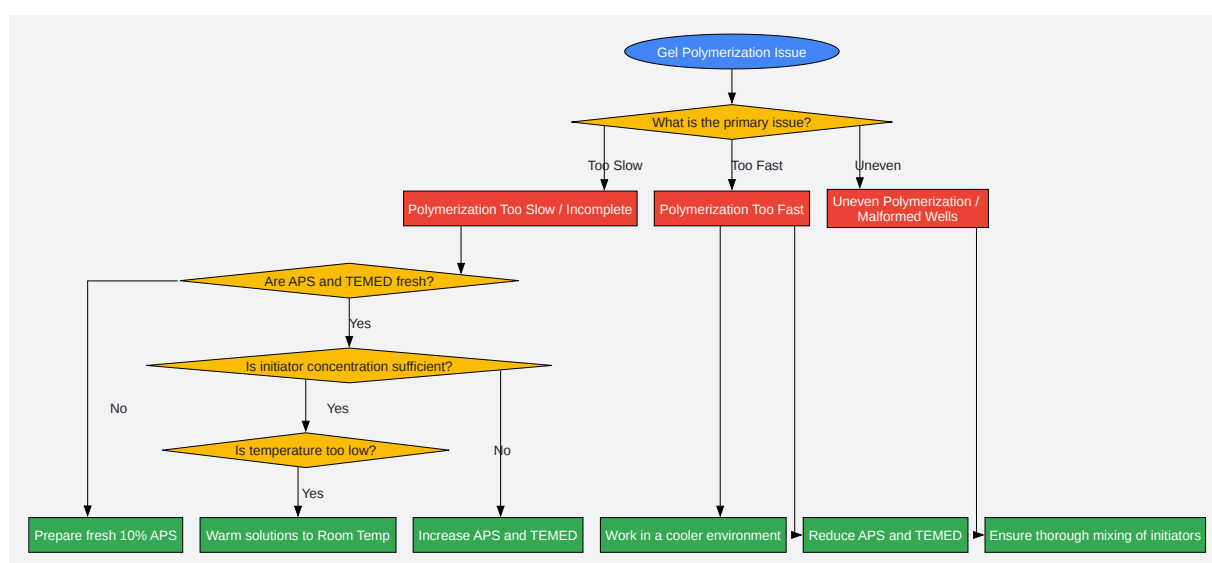 Gel Polymerization Issue
What is the primary issue?
Too Slow
Too Fast
Uneven
Polymerization Too Slow / Incomplete
Polymerization Too Fast
Uneven Polymerization /
Malformed Wells
Are APS and TEMED fresh?
Yes
Is initiator concentration sufficient?
No
Yes
Is temperature too low?
No
Yes
Prepare fresh 10% APS
Warm solutions to Room Temp
Increase APS and TEMED
Work in a cooler environment
Reduce APS and TEMED
Ensure thorough mixing of initiators